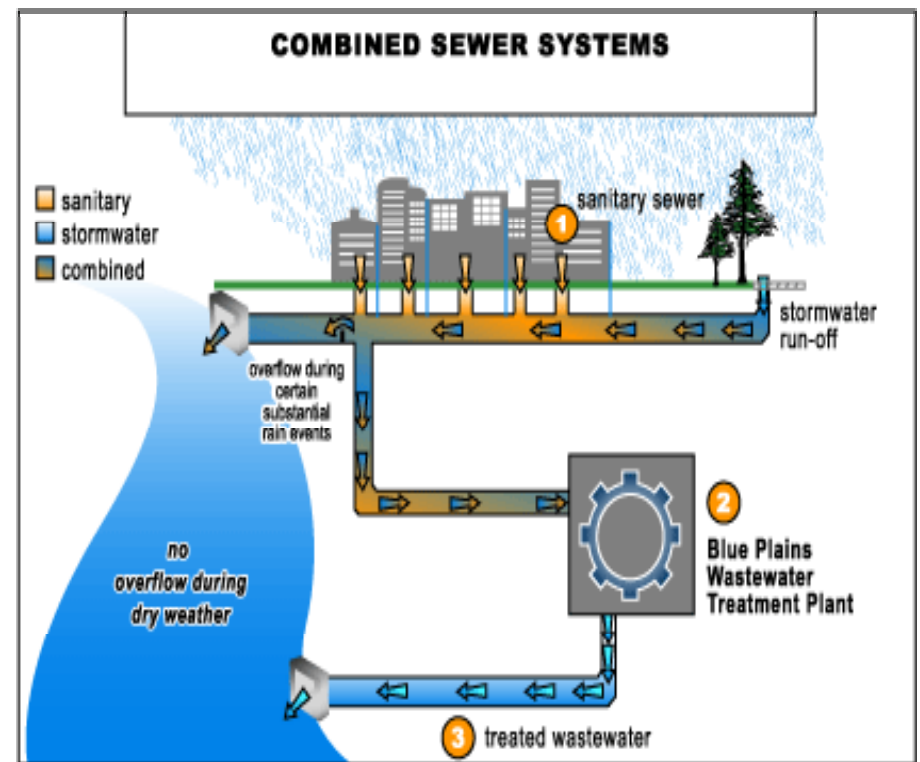 COMBINED SEWER SYSTEMS
sanitary
stormwater
combined
1
sanitary sewer
stormwater
run-off
overflow during
certain
substantial
rain events
2
Blue Plains
Wastewater
Treatment Plant
no
overflow during
dry weather
3 treated wastewater